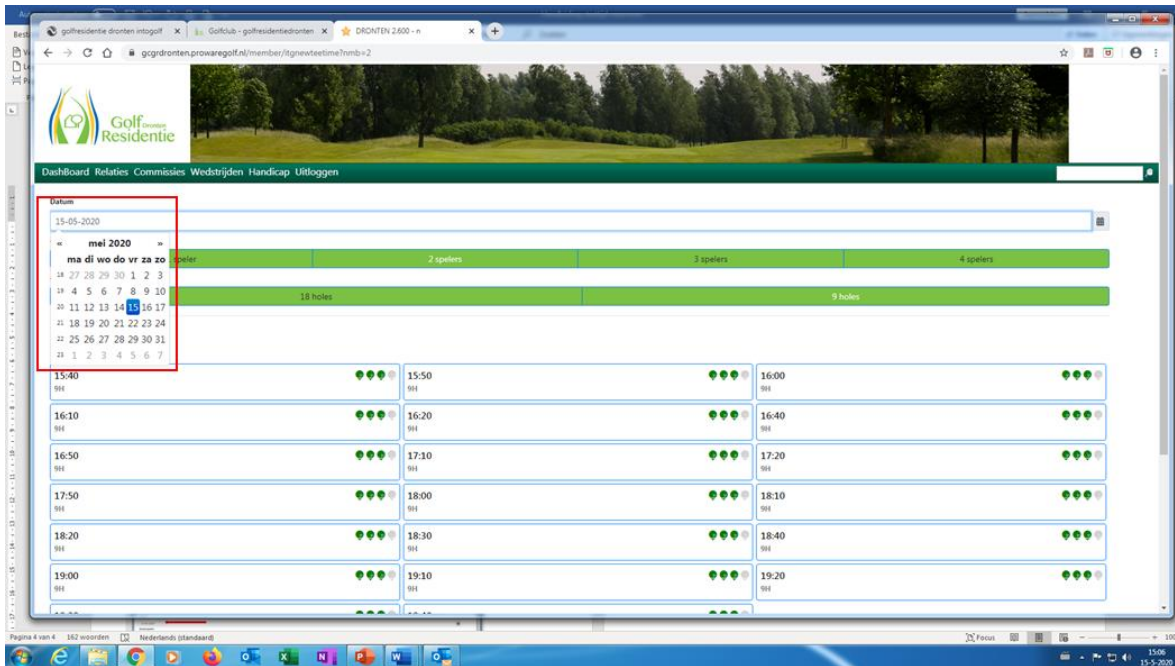 golfresidentie dronten intogolf x
Golfclub - golfresidentiedronten x
DRONTEN 2.600 - n x
+
gcgrdronten.prowaregolf.nl/member/itgnewteetime?nmb=2
Golf Dronten
Residentie
DashBoard Relaties Commissies Wedstrijden Handicap Uitloggen
Datum
15-05-2020
« mei 2020 »
ma di wo do vr za zo
18 27 28 29 30 1 2 3
19 4 5 6 7 8 9 10
20 11 12 13 14 15 16 17
21 18 19 20 21 22 23 24
22 25 26 27 28 29 30 31
23 1 2 3 4 5 6 7
speler 2 spelers 3 spelers 4 spelers
18 holes 9 holes
15:40 15:50 16:00
9H 9H 9H
16:10 16:20 16:40
9H 9H 9H
16:50 17:10 17:20
9H 9H 9H
17:50 18:00 18:10
9H 9H 9H
18:20 18:30 18:40
9H 9H 9H
19:00 19:10 19:20
9H 9H 9H
Pagina 4 van 4 162 woorden Nederlands (standaard) Focus 100
15:06
15-5-20